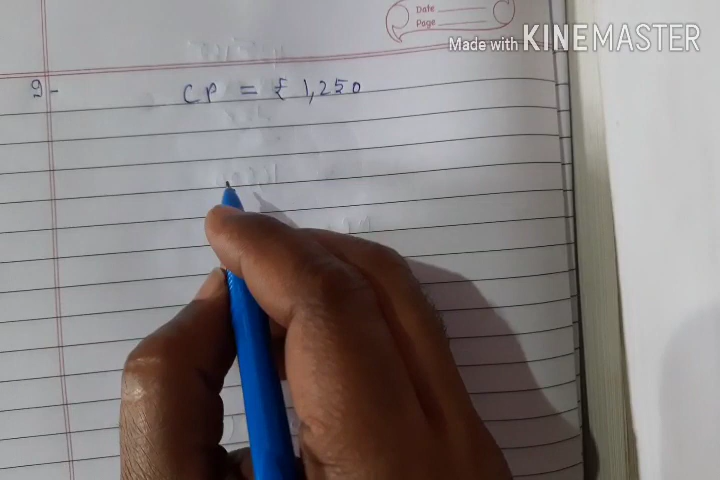 Date
Page
Made with KINEMASTER
9- CP = ₹ 1,250